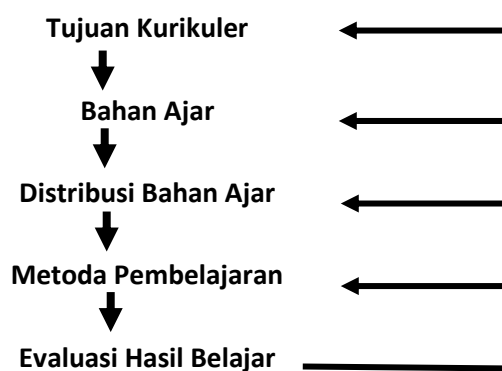 Tujuan Kurikuler
Bahan Ajar
Distribusi Bahan Ajar
Metoda Pembelajaran
Evaluasi Hasil Belajar